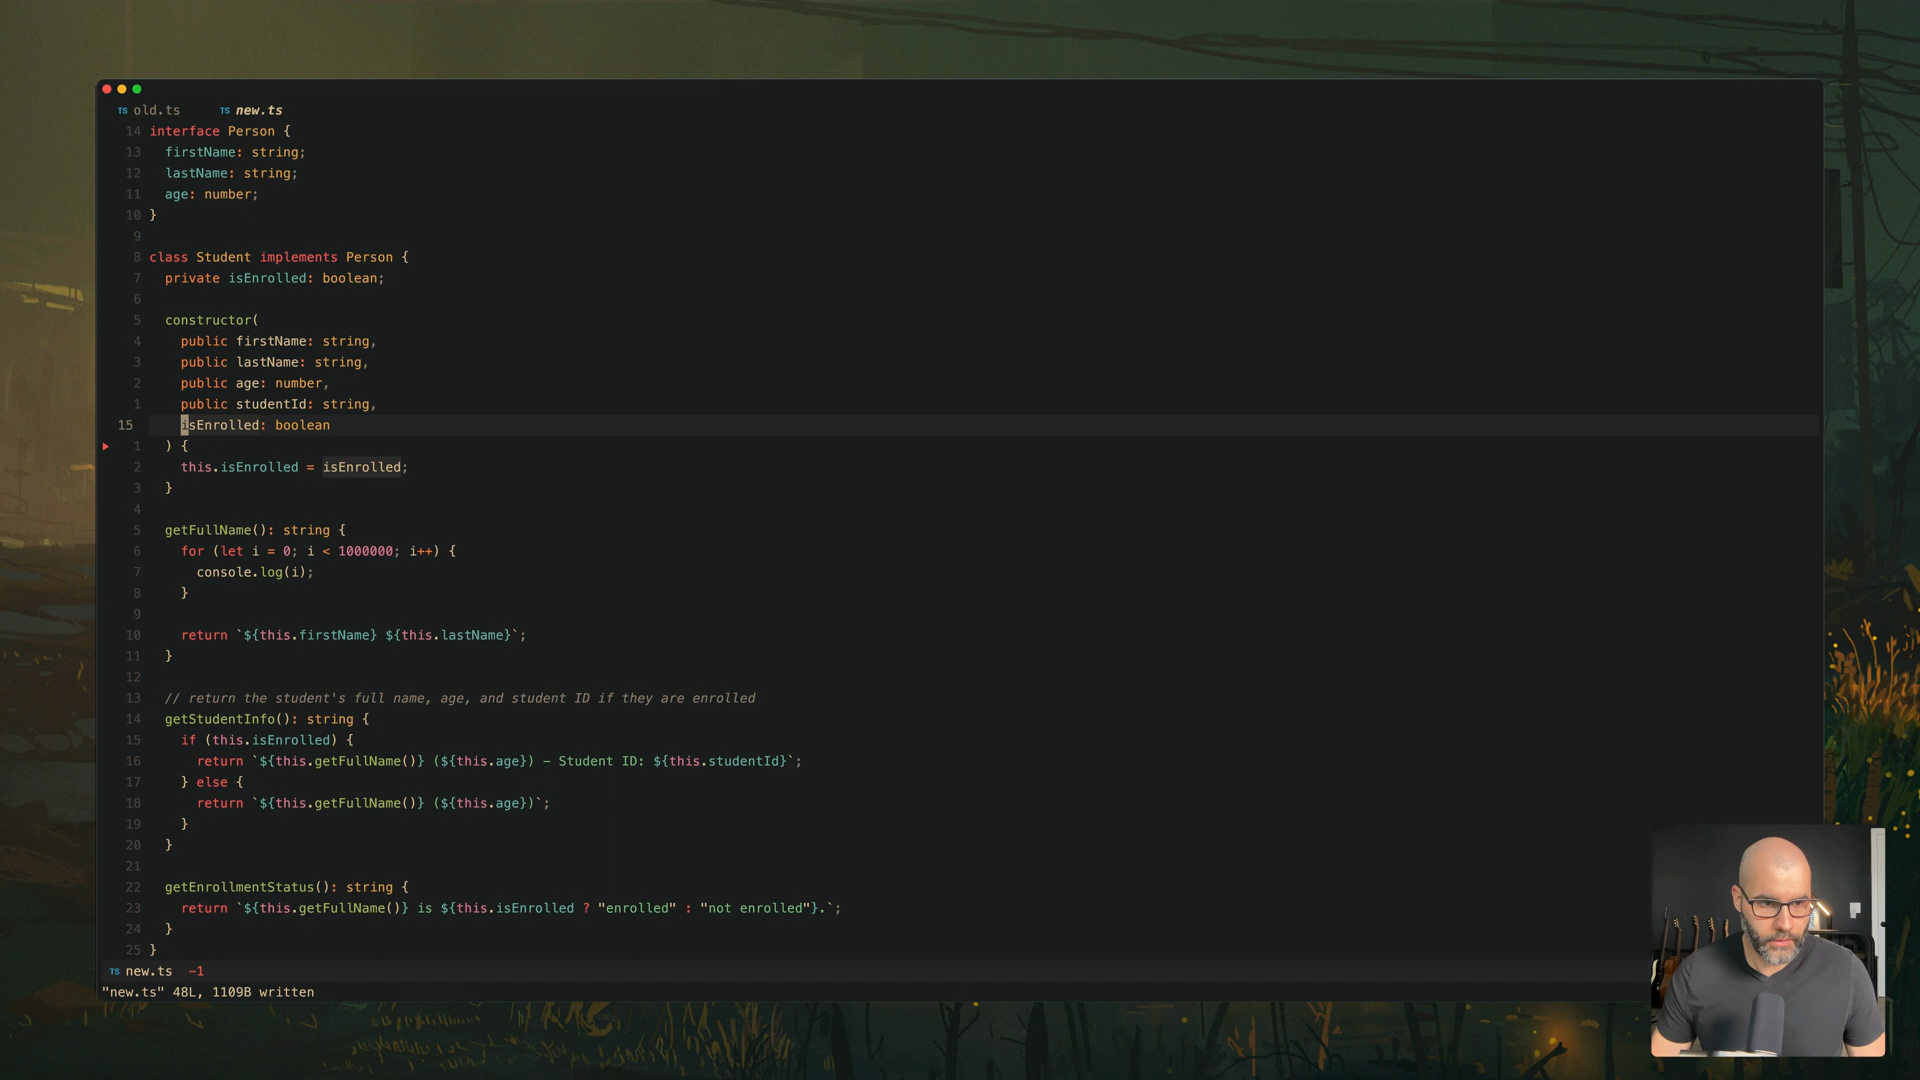 TS old.ts TS new.ts
14 interface Person {
13 firstName: string;
12 lastName: string;
11 age: number;
10 }
9
8 class Student implements Person {
7 private isEnrolled: boolean;
6
5 constructor(
4 public firstName: string,
3 public lastName: string,
2 public age: number,
1 public studentId: string,
15 isEnrolled: boolean
1 ) {
2 this.isEnrolled = isEnrolled;
3 }
4
5 getFullName(): string {
6 for (let i = 0; i < 1000000; i++) {
7 console.log(i);
8 }
9
10 return `${this.firstName} ${this.lastName}`;
11 }
12
13 // return the student's full name, age, and student ID if they are enrolled
14 getStudentInfo(): string {
15 if (this.isEnrolled) {
16 return `${this.getFullName()} (${this.age}) - Student ID: ${this.studentId}`;
17 } else {
18 return `${this.getFullName()} (${this.age})`;
19 }
20 }
21
22 getEnrollmentStatus(): string {
23 return `${this.getFullName()} is ${this.isEnrolled ? "enrolled" : "not enrolled"}.`;
24 }
25 }
TS new.ts -1
"new.ts" 48L, 1109B written